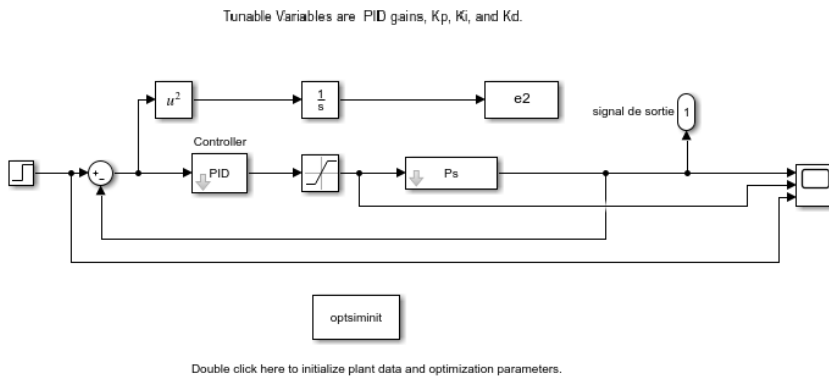 Tunable Variables are PID gains, Kp, Ki, and Kd.
u²
1
s
e2
signal de sortie
1
Controller
+
-
PID
Ps
optsiminit
Double click here to initialize plant data and optimization parameters.